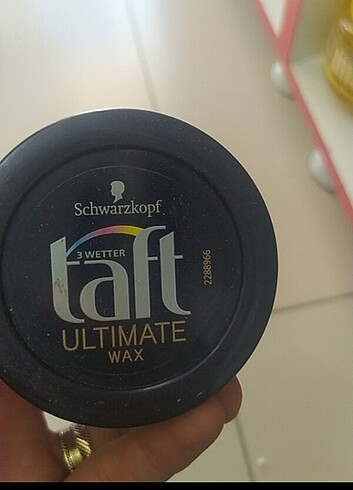 Schwarzkopf
3 WETTER
taft
ULTIMATE
WAX
2288966